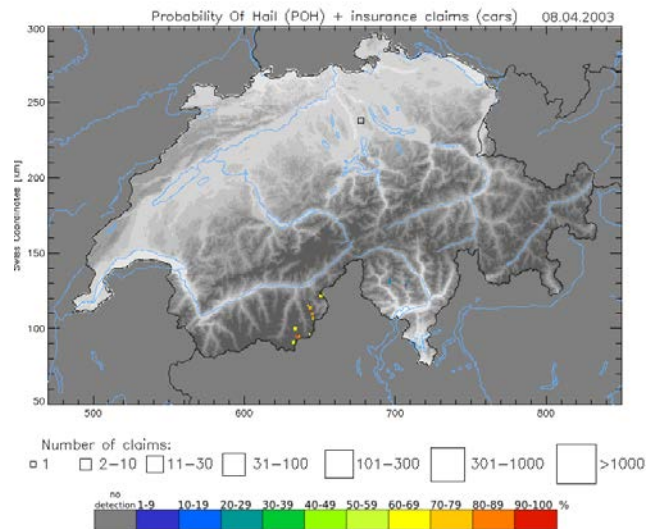 Probability Of Hail (POH) + insurance claims (cars) 08.04.2003
300
250
200
150
100
50
Swiss Coordinates [km]
500 600 700 800
Number of claims:
1 2-10 11-30 31-100 101-300 301-1000 >1000
no detection 1-9 10-19 20-29 30-39 40-49 50-59 60-69 70-79 80-89 90-100 %